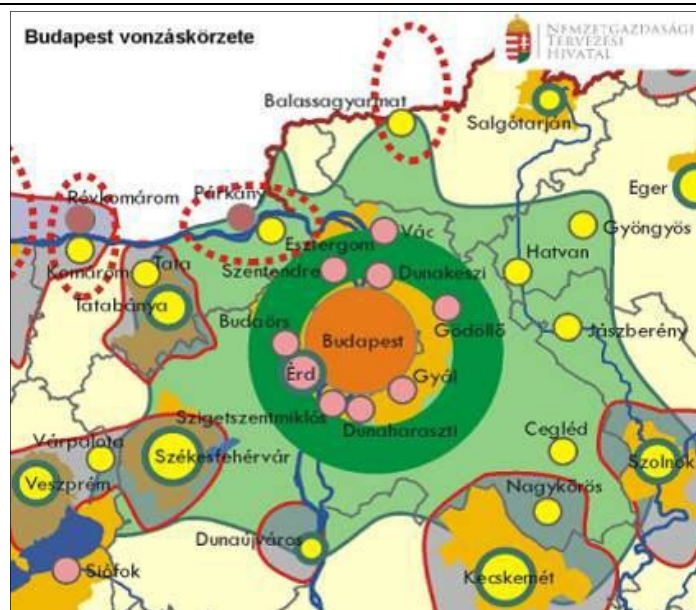 Budapest vonzáskörzete
NEMZETGAZDASÁGI
TERVEZÉSI
HIVATAL
Balassagyarmat
Salgótarján
Eger
Révkomárom
Párkány
Gyöngyös
Vác
Esztergom
Hatvan
Komárom
Tata
Szentendre
Dunakeszi
Tatabánya
Budaörs
Gödöllő
Jászberény
Budapest
Érd
Gyál
Szigetszentmiklós
Dunaharaszti
Cegléd
Várpalota
Székesfehérvár
Szolnok
Veszprém
Nagykőrös
Dunaújváros
Siófok
Kecskemét